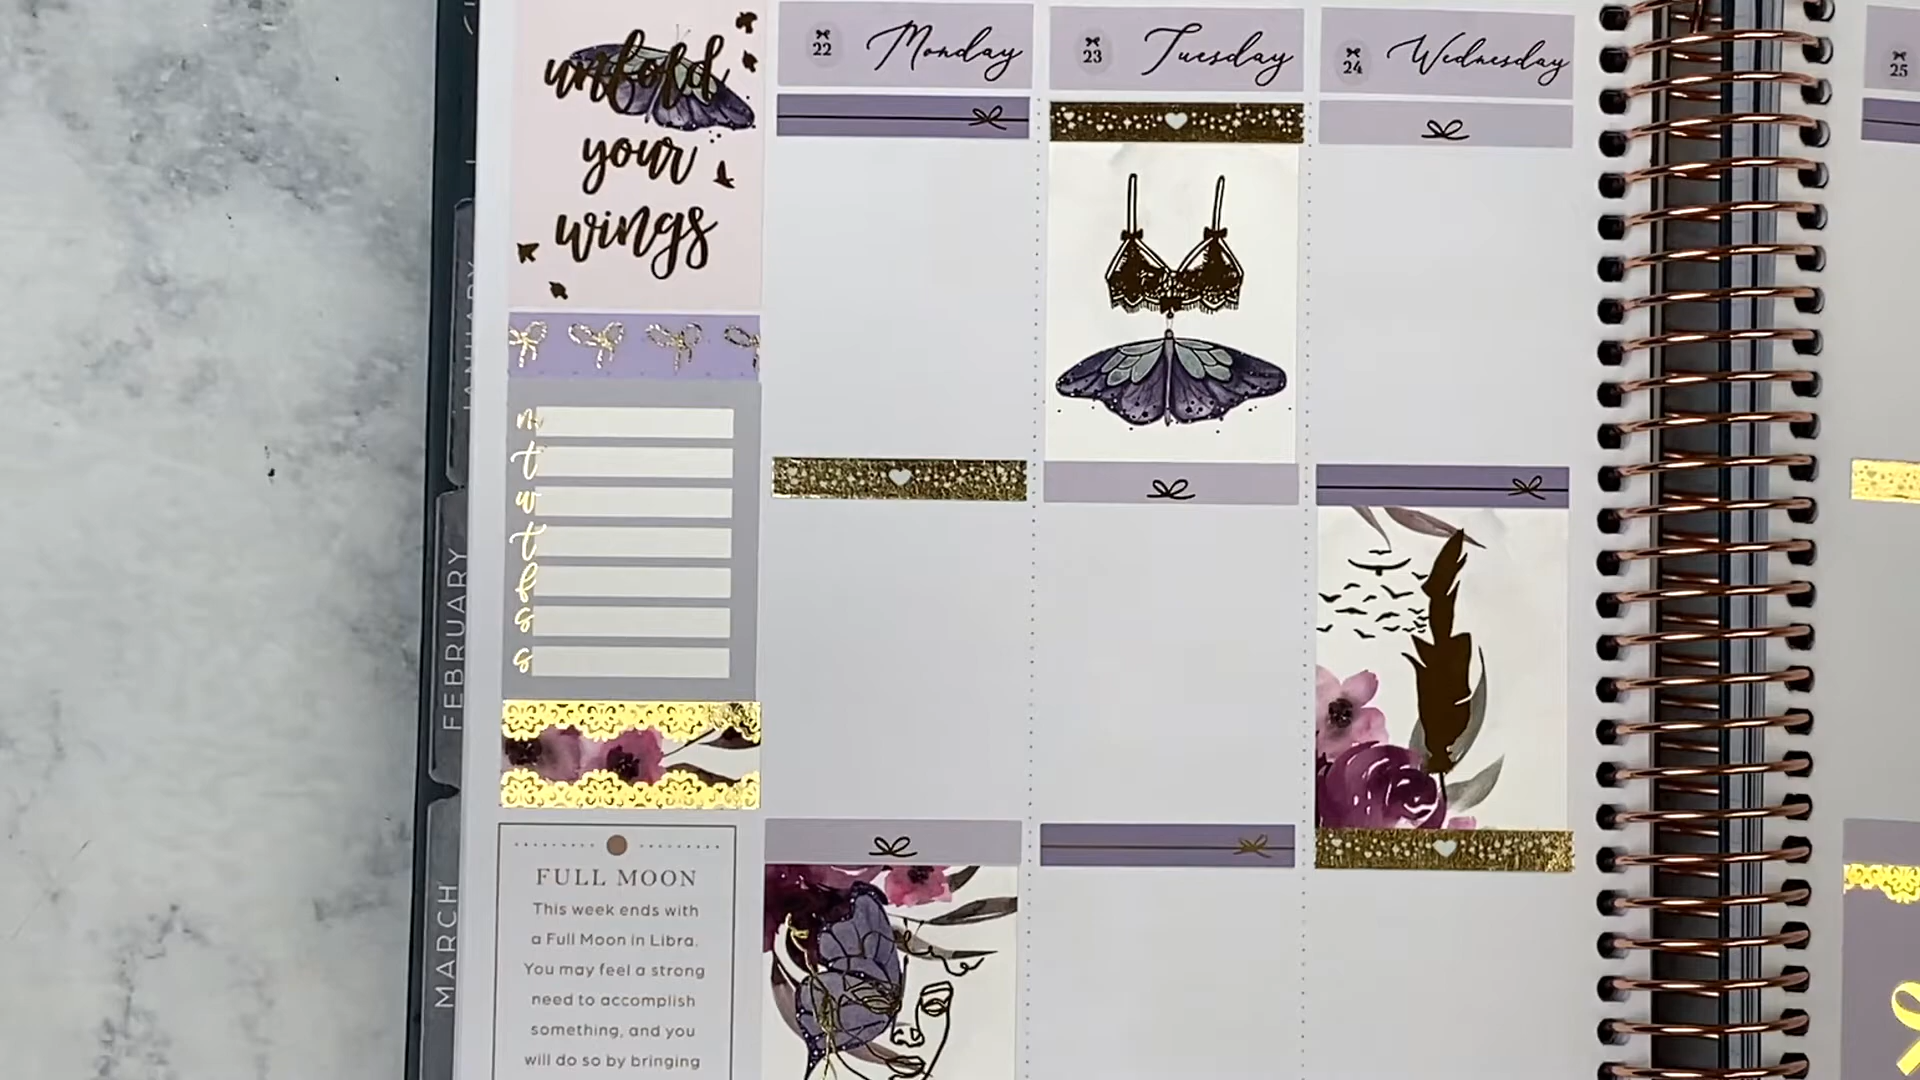 unfold
your
wings
22 Monday
23 Tuesday
24 Wednesday
25
m
t
w
t
f
s
s
FULL MOON
This week ends with
a Full Moon in Libra.
You may feel a strong
need to accomplish
something, and you
will do so by bringing
JANUARY
FEBRUARY
MARCH